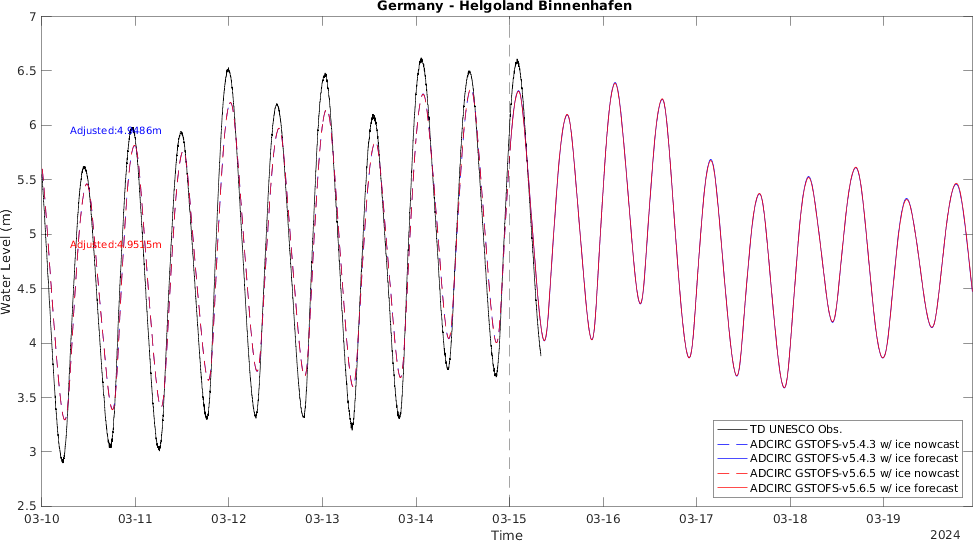 Germany - Helgoland Binnenhafen
7
6.5
6
5.5
5
4.5
4
3.5
3
2.5
Water Level (m)
Adjusted:4.9486m
Adjusted:4.9515m
TD UNESCO Obs.
ADCIRC GSTOFS-v5.4.3 w/ ice nowcast
ADCIRC GSTOFS-v5.4.3 w/ ice forecast
ADCIRC GSTOFS-v5.6.5 w/ ice nowcast
ADCIRC GSTOFS-v5.6.5 w/ ice forecast
03-10 03-11 03-12 03-13 03-14 03-15 03-16 03-17 03-18 03-19
Time
2024